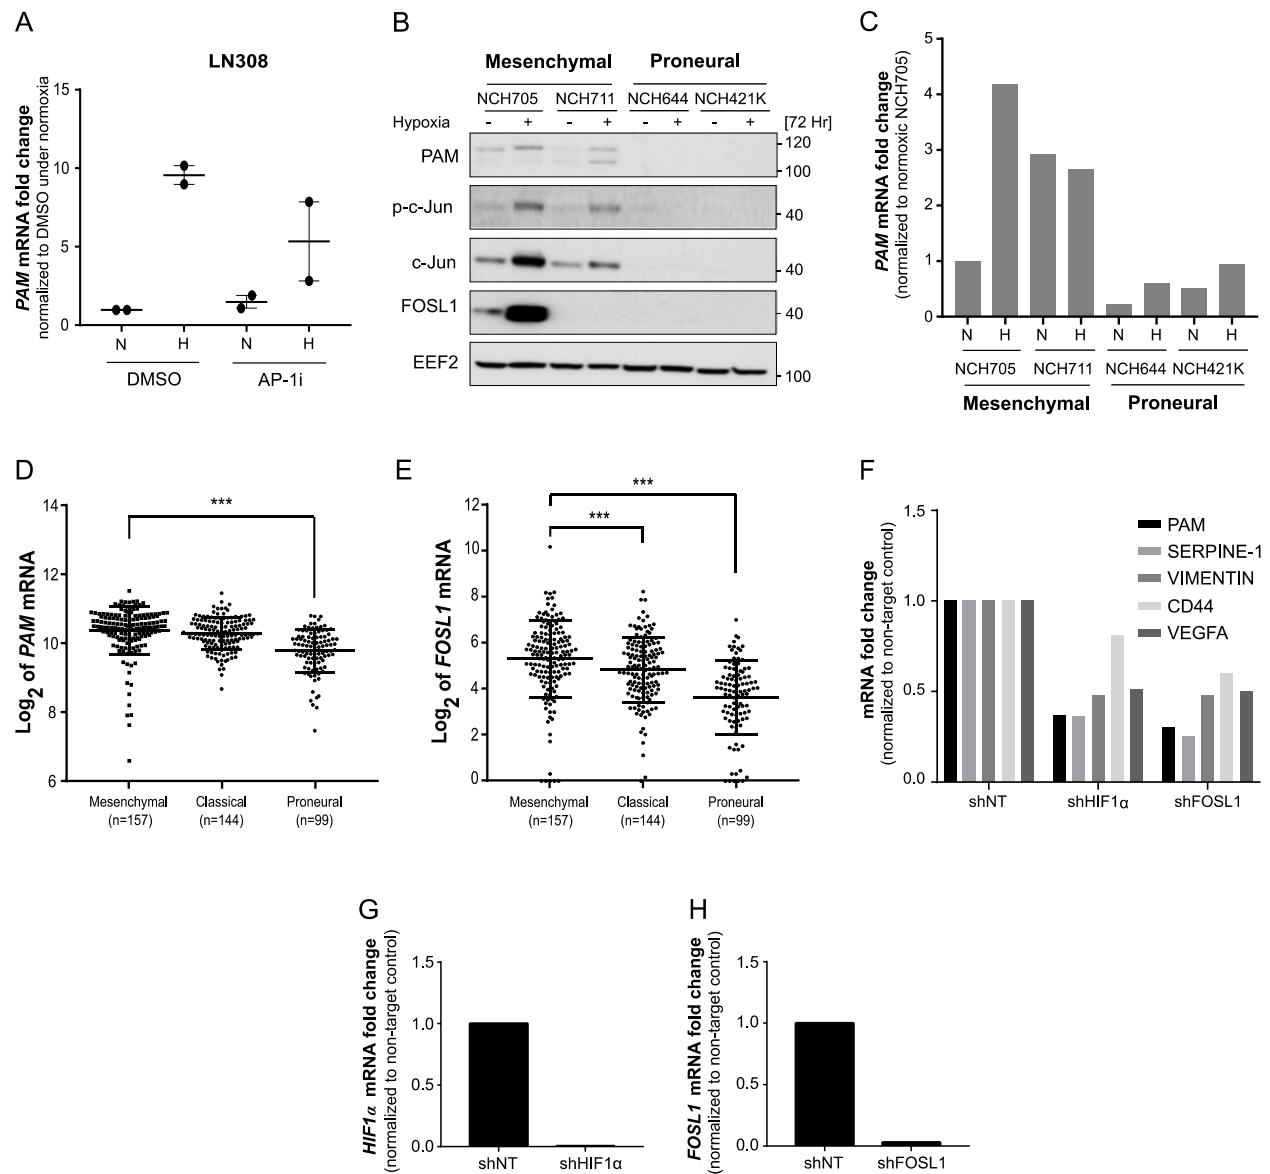 A
LN308
PAM mRNA fold change
normalized to DMSO under normoxia
15
10
5
0
N H N H
DMSO AP-1i
B
Mesenchymal Proneural
NCH705 NCH711 NCH644 NCH421K
Hypoxia - + - + - + - + [72 Hr]
PAM
120
100
p-c-Jun
40
c-Jun
40
FOSL1
40
EEF2
100
C
PAM mRNA fold change
(normalized to normoxic NCH705)
5
4
3
2
1
0
N H N H N H N H
NCH705 NCH711 NCH644 NCH421K
Mesenchymal Proneural
D
Log2 of PAM mRNA
14
12
10
8
6
***
Mesenchymal Classical Proneural
(n=157) (n=144) (n=99)
E
Log2 of FOSL1 mRNA
12
10
8
6
4
2
0
***
***
Mesenchymal Classical Proneural
(n=157) (n=144) (n=99)
F
mRNA fold change
(normalized to non-target control)
1.5
1.0
0.5
0.0
PAM
SERPINE-1
VIMENTIN
CD44
VEGFA
shNT shHIF1α shFOSL1
G
HIF1α mRNA fold change
(normalized to non-target control)
1.5
1.0
0.5
0.0
shNT shHIF1α
H
FOSL1 mRNA fold change
(normalized to non-target control)
1.5
1.0
0.5
0.0
shNT shFOSL1